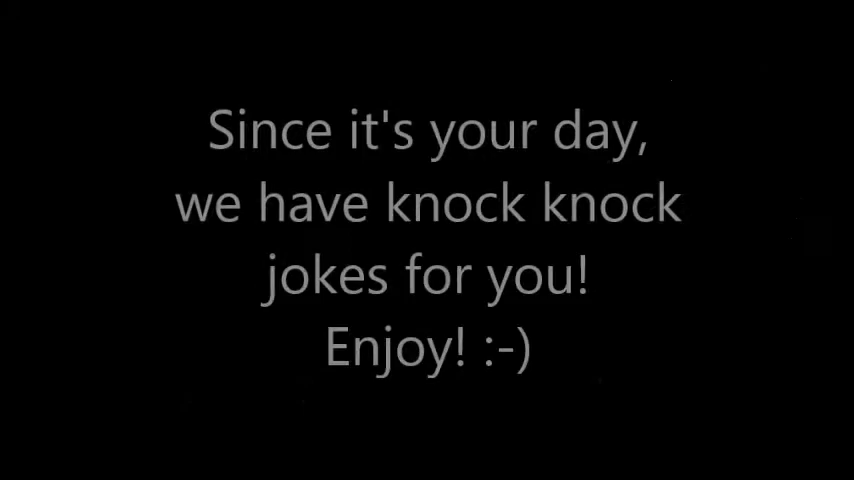 Since it's your day,
we have knock knock
jokes for you!
Enjoy! :-)